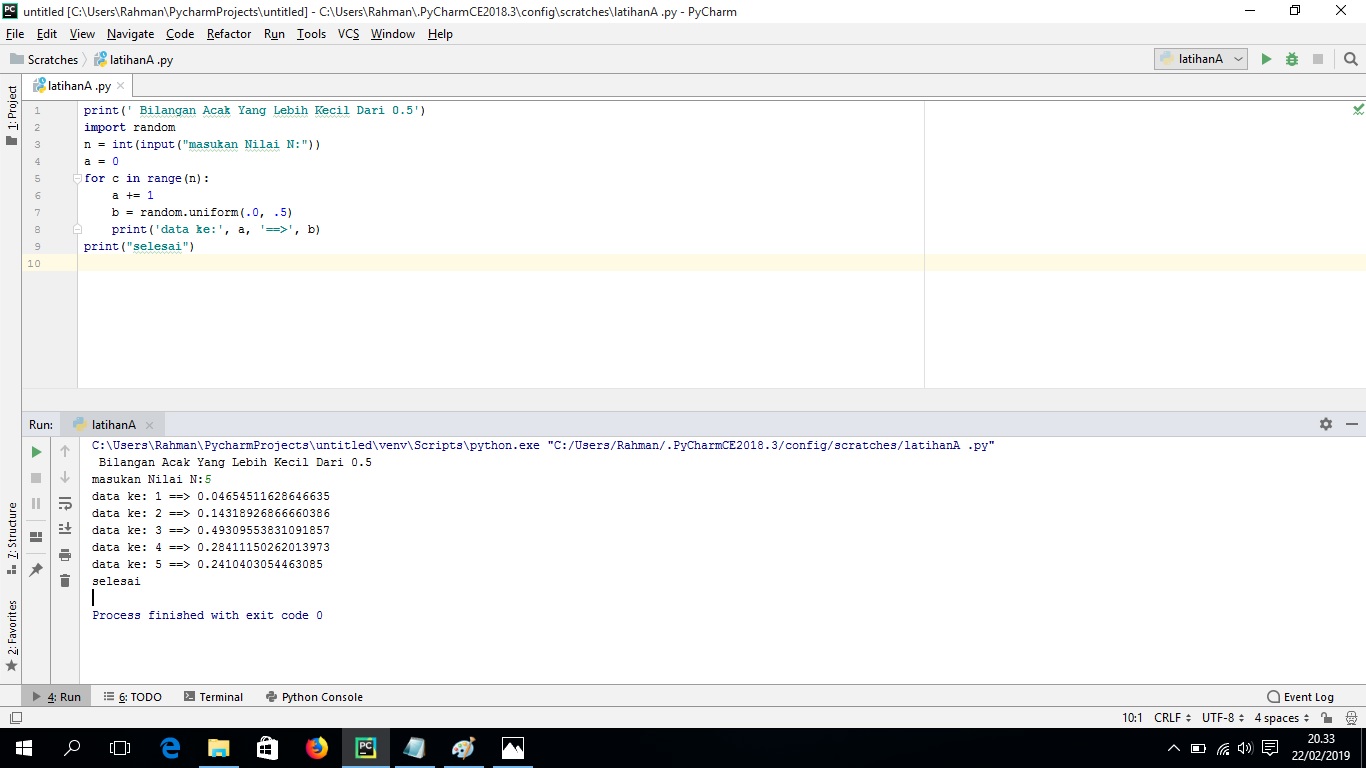 untitled [C:\Users\Rahman\PycharmProjects\untitled] - C:\Users\Rahman\.PyCharmCE2018.3\config\scratches\latihanA .py - PyCharm
File Edit View Navigate Code Refactor Run Tools VCS Window Help
Scratches latihanA .py latihanA
latihanA .py
1: Project
1 print(' Bilangan Acak Yang Lebih Kecil Dari 0.5')
2 import random
3 n = int(input("masukan Nilai N:"))
4 a = 0
5 for c in range(n):
6 a += 1
7 b = random.uniform(.0, .5)
8 print('data ke:', a, '==>', b)
9 print("selesai")
10
Run: latihanA
C:\Users\Rahman\PycharmProjects\untitled\venv\Scripts\python.exe "C:/Users/Rahman/.PyCharmCE2018.3/config/scratches/latihanA .py"
Bilangan Acak Yang Lebih Kecil Dari 0.5
masukan Nilai N:5
data ke: 1 ==> 0.04654511628646635
data ke: 2 ==> 0.14318926866660386
data ke: 3 ==> 0.49309553831091857
data ke: 4 ==> 0.28411150262013973
data ke: 5 ==> 0.2410403054463085
selesai
Process finished with exit code 0
7: Structure
2: Favorites
4: Run 6: TODO Terminal Python Console Event Log
10:1 CRLF UTF-8 4 spaces
PC
20.33
22/02/2019